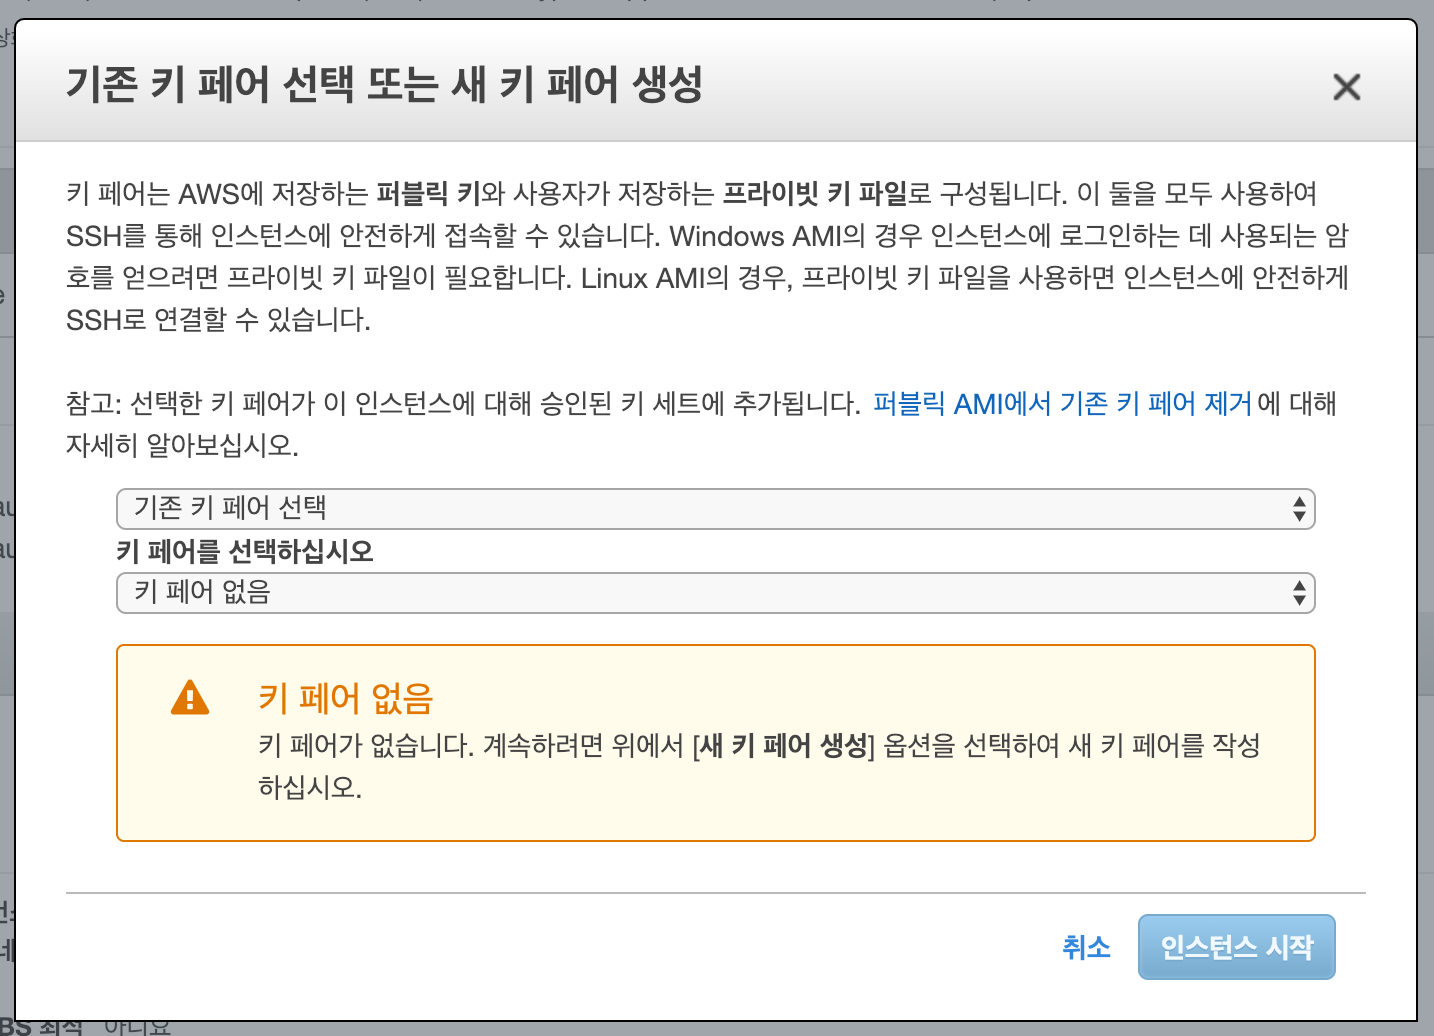 기존 키 페어 선택 또는 새 키 페어 생성
키 페어는 AWS에 저장하는 퍼블릭 키와 사용자가 저장하는 프라이빗 키 파일로 구성됩니다. 이 둘을 모두 사용하여
SSH를 통해 인스턴스에 안전하게 접속할 수 있습니다. Windows AMI의 경우 인스턴스에 로그인하는 데 사용되는 암
호를 얻으려면 프라이빗 키 파일이 필요합니다. Linux AMI의 경우, 프라이빗 키 파일을 사용하면 인스턴스에 안전하게
SSH로 연결할 수 있습니다.
참고: 선택한 키 페어가 이 인스턴스에 대해 승인된 키 세트에 추가됩니다. 퍼블릭 AMI에서 기존 키 페어 제거에 대해
자세히 알아보십시오.
기존 키 페어 선택
키 페어를 선택하십시오
키 페어 없음
키 페어 없음
키 페어가 없습니다. 계속하려면 위에서 [새 키 페어 생성] 옵션을 선택하여 새 키 페어를 작성
하십시오.
취소 인스턴스 시작
BS 최적 아니요